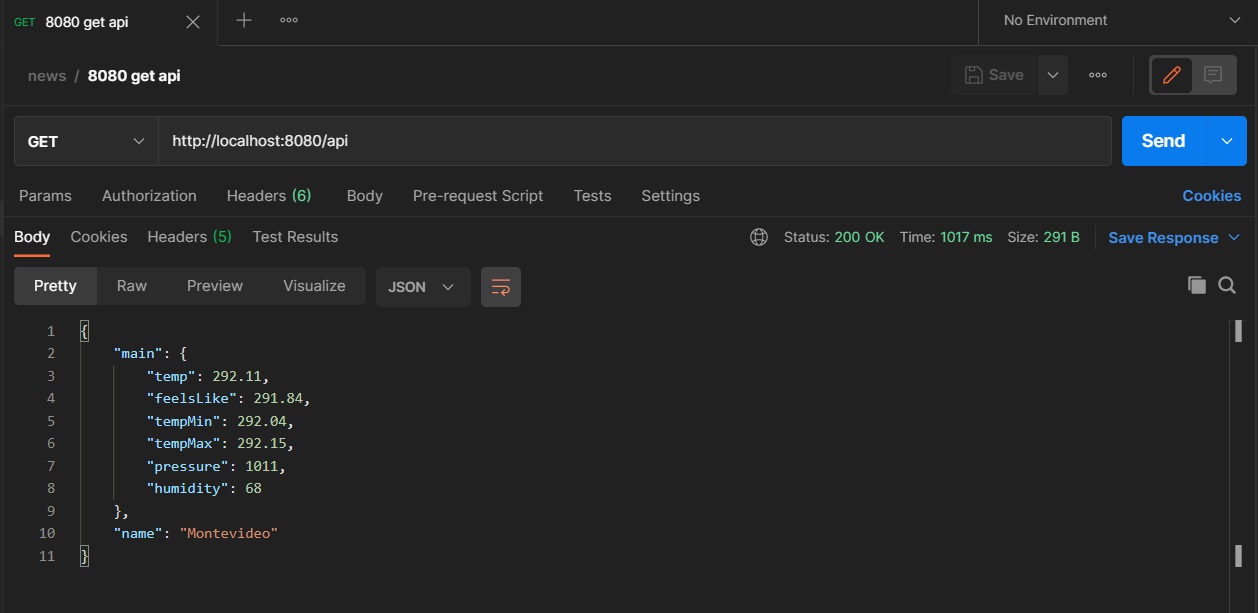 GET 8080 get api
No Environment
news / 8080 get api
Save
GET http://localhost:8080/api Send
Params Authorization Headers (6) Body Pre-request Script Tests Settings Cookies
Body Cookies Headers (5) Test Results Status: 200 OK Time: 1017 ms Size: 291 B Save Response
Pretty Raw Preview Visualize JSON
1 {
2 "main": {
3 "temp": 292.11,
4 "feelsLike": 291.84,
5 "tempMin": 292.04,
6 "tempMax": 292.15,
7 "pressure": 1011,
8 "humidity": 68
9 },
10 "name": "Montevideo"
11 }